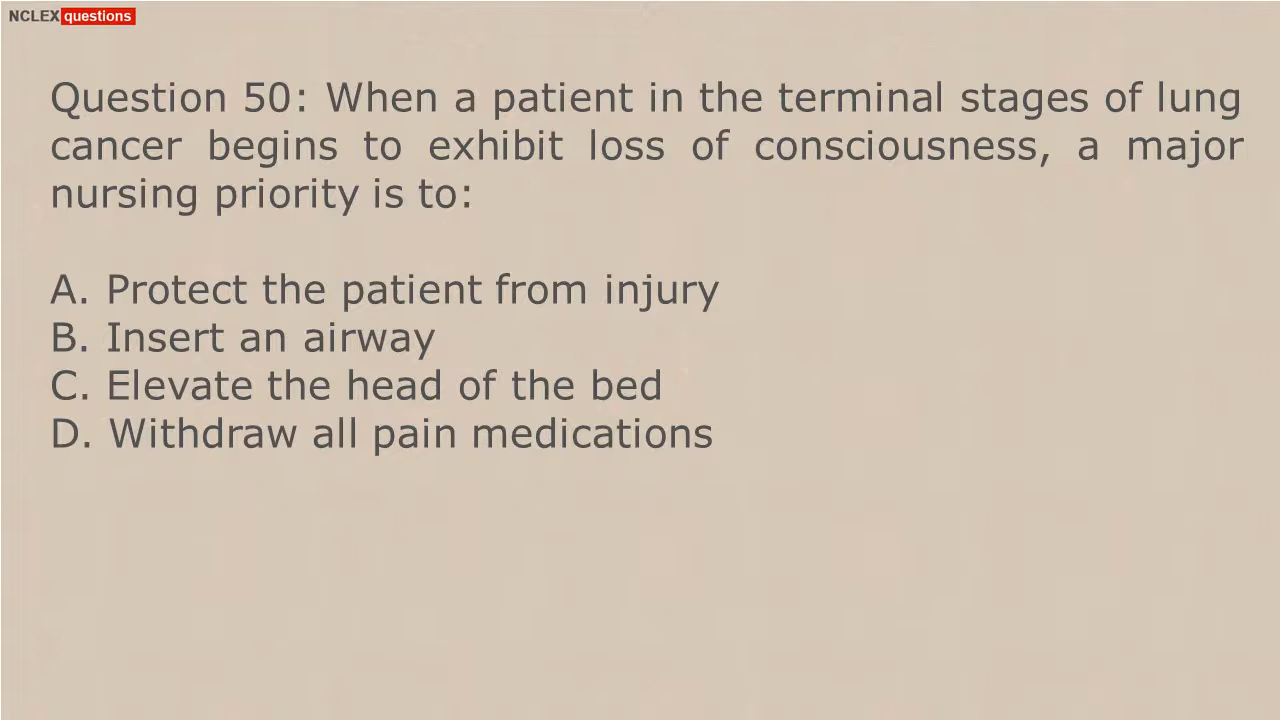 NCLEX questions
Question 50: When a patient in the terminal stages of lung
cancer begins to exhibit loss of consciousness, a major
nursing priority is to:
A. Protect the patient from injury
B. Insert an airway
C. Elevate the head of the bed
D. Withdraw all pain medications